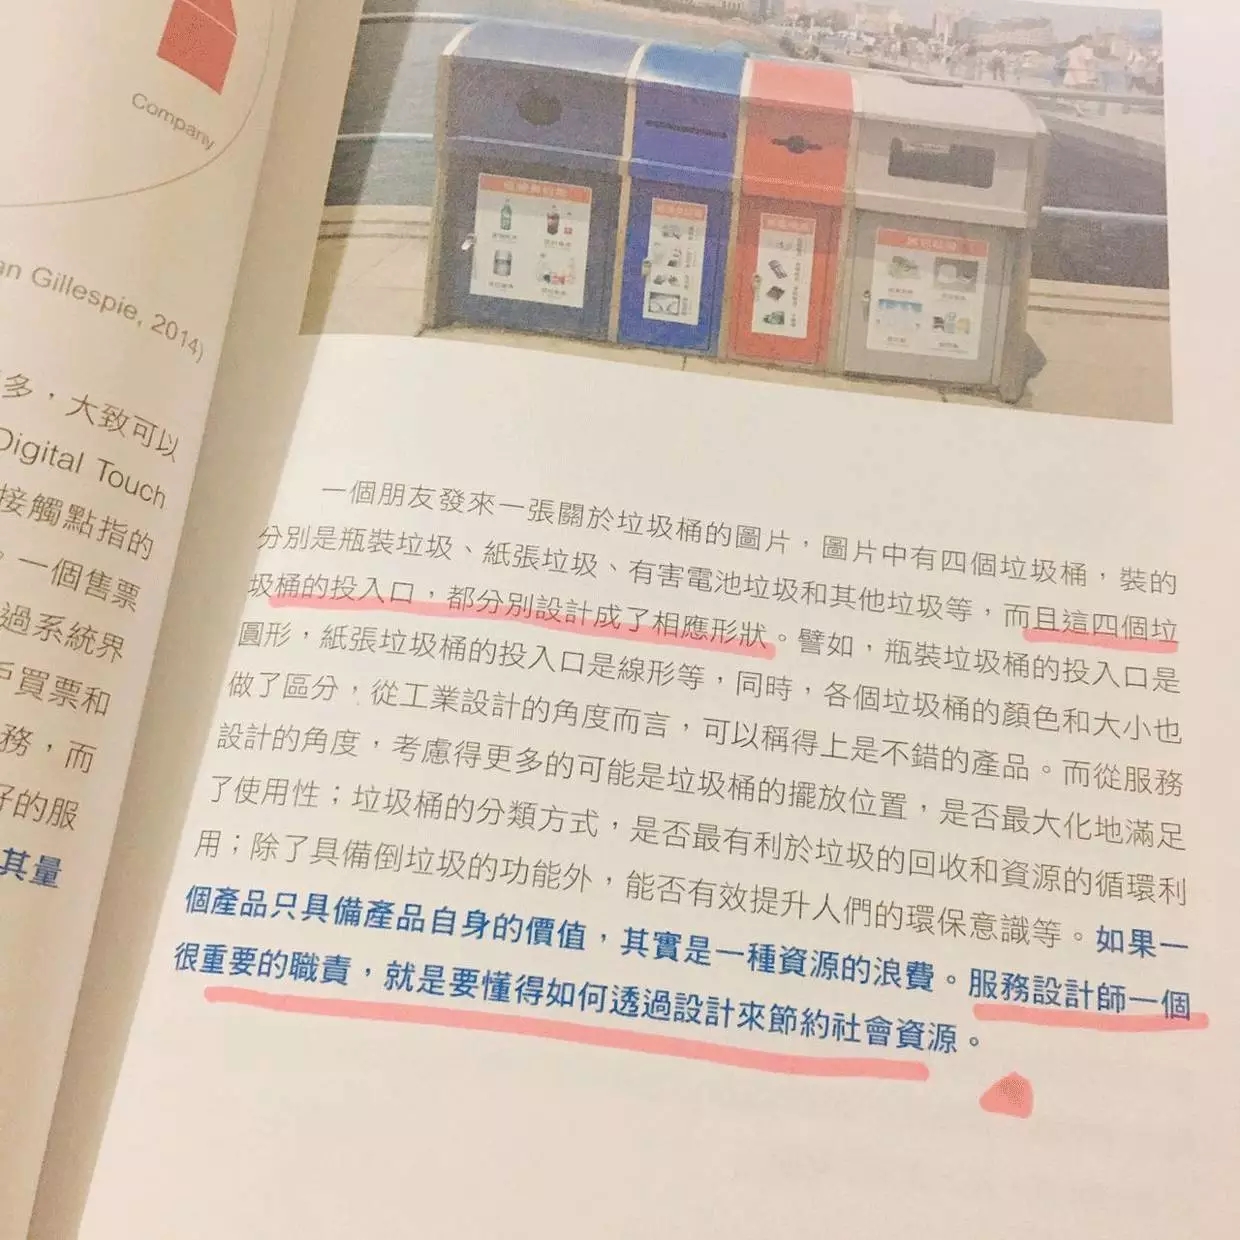 Company
an Gillespie, 2014)
多，大致可以
Digital Touch
接觸點指的
。一個售票
過系統界
戶買票和
務，而
好的服
其量
一個朋友發來一張關於垃圾桶的圖片，圖片中有四個垃圾桶，裝的
分別是瓶裝垃圾、紙張垃圾、有害電池垃圾和其他垃圾等，而且這四個垃
圾桶的投入口，都分別設計成了相應形狀。譬如，瓶裝垃圾桶的投入口是
圓形，紙張垃圾桶的投入口是線形等，同時，各個垃圾桶的顏色和大小也
做了區分，從工業設計的角度而言，可以稱得上是不錯的產品。而從服務
設計的角度，考慮得更多的可能是垃圾桶的擺放位置，是否最大化地滿足
了使用性；垃圾桶的分類方式，是否最有利於垃圾的回收和資源的循環利
用；除了具備倒垃圾的功能外，能否有效提升人們的環保意識等。如果一
個產品只具備產品自身的價值，其實是一種資源的浪費。服務設計師一個
很重要的職責，就是要懂得如何透過設計來節約社會資源。